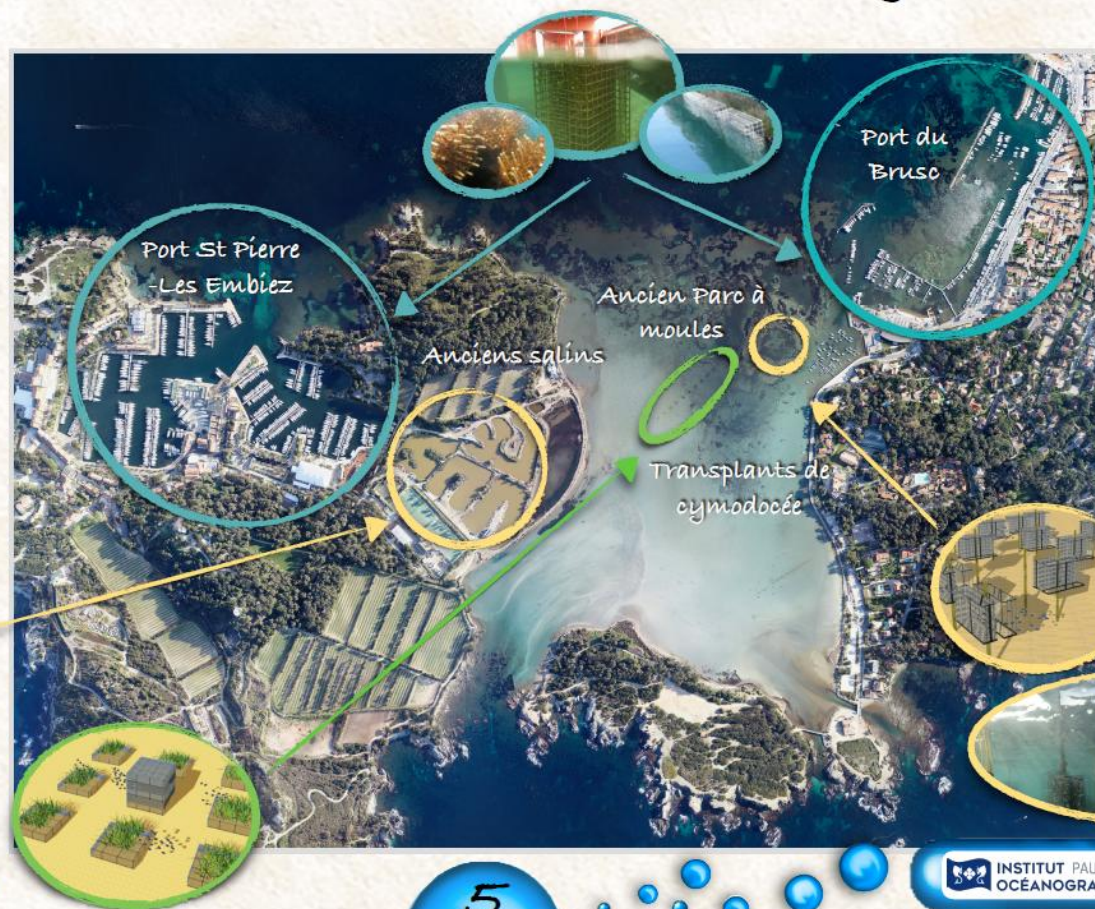 Port du
Brusc
Port St Pierre
-Les Embiez
Ancien Parc à
moules
Anciens salins
Transplants de
cymodocée
5
INSTITUT PAUL
OCÉANOGRA